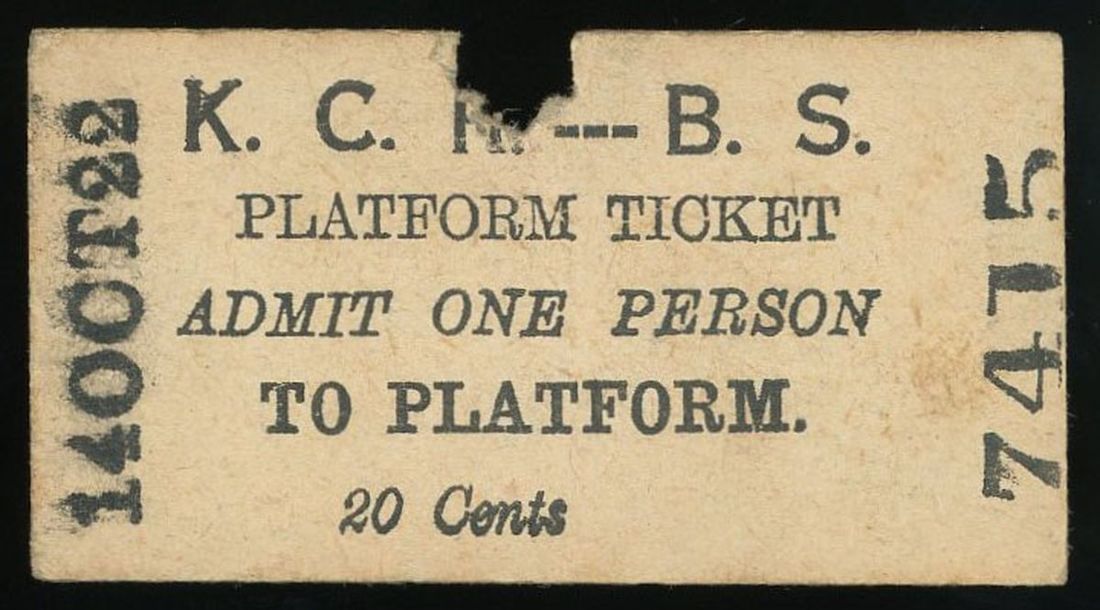 K. C. R. --- B. S.
PLATFORM TICKET
ADMIT ONE PERSON
TO PLATFORM.
20 Cents
14OCT22
7415